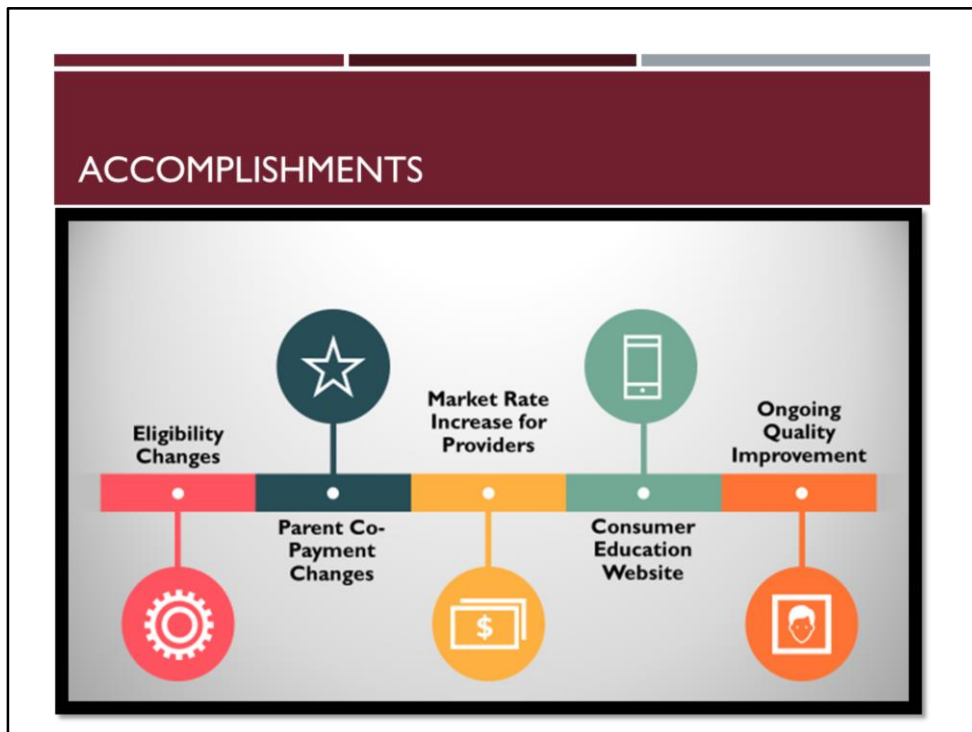 ACCOMPLISHMENTS
Eligibility
Changes
Parent Co-
Payment
Changes
Market Rate
Increase for
Providers
$
Consumer
Education
Website
Ongoing
Quality
Improvement